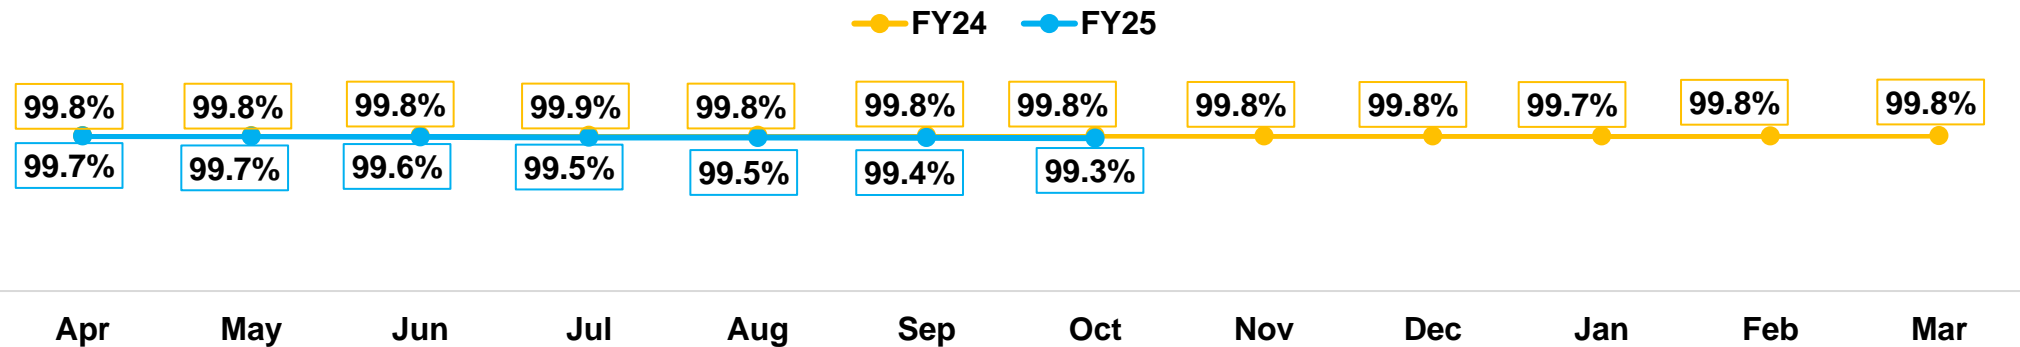 FY24 FY25
99.8% 99.8% 99.8% 99.9% 99.8% 99.8% 99.8% 99.8% 99.8% 99.7% 99.8% 99.8%
99.7% 99.7% 99.6% 99.5% 99.5% 99.4% 99.3%
Apr May Jun Jul Aug Sep Oct Nov Dec Jan Feb Mar